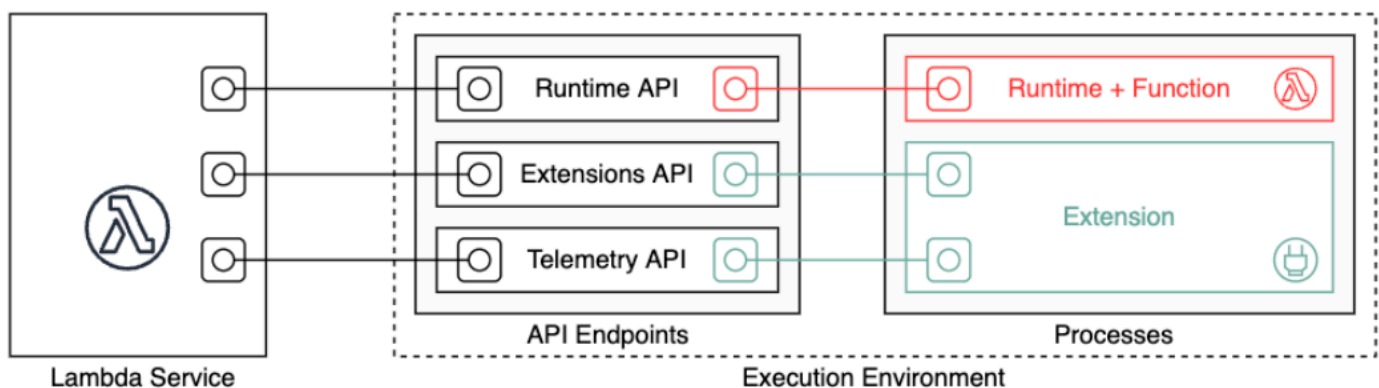 Runtime API
Runtime + Function
Extensions API
Extension
Telemetry API
API Endpoints
Processes
Lambda Service
Execution Environment